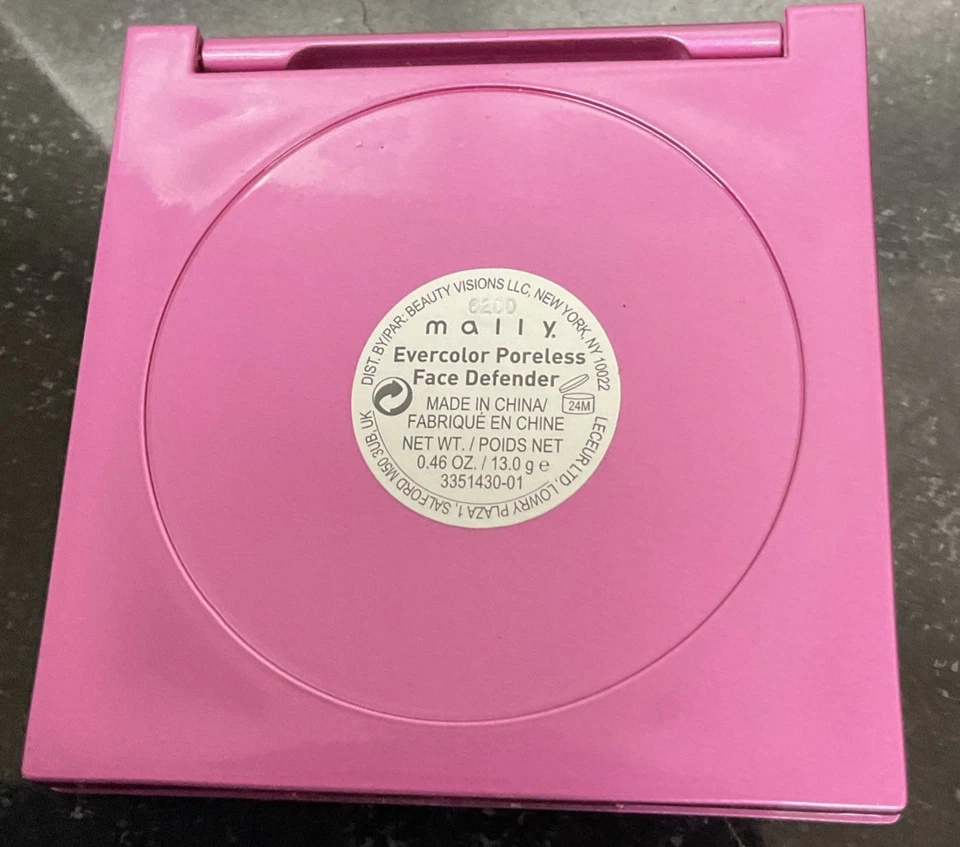 DIST. BY/PAR: BEAUTY VISIONS LLC, NEW YORK, NY 10022
6200
mally.
Evercolor Poreless
Face Defender
24M
MADE IN CHINA/
FABRIQUÉ EN CHINE
NET WT. / POIDS NET
0.46 OZ. / 13.0 g e
3351430-01
LECEUR LTD, LOWRY PLAZA 1, SALFORD M50 3UB, UK